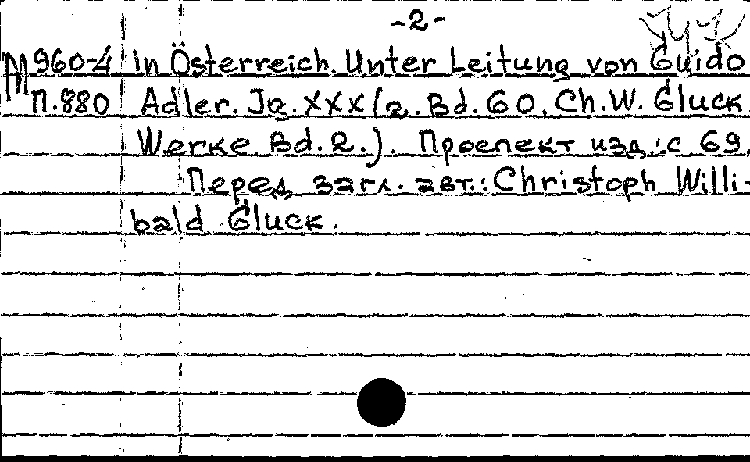 -2-
М960-4 in Österreich. Unter Leitung von Guido
П.880 Adler. Jg. XXX (2. Bd. 60. Ch. W. Gluck
Werke Bd. 2.). Проспект изд.: с 69.
Перед загл. авт.: Christoph Willi-
bald Gluck.